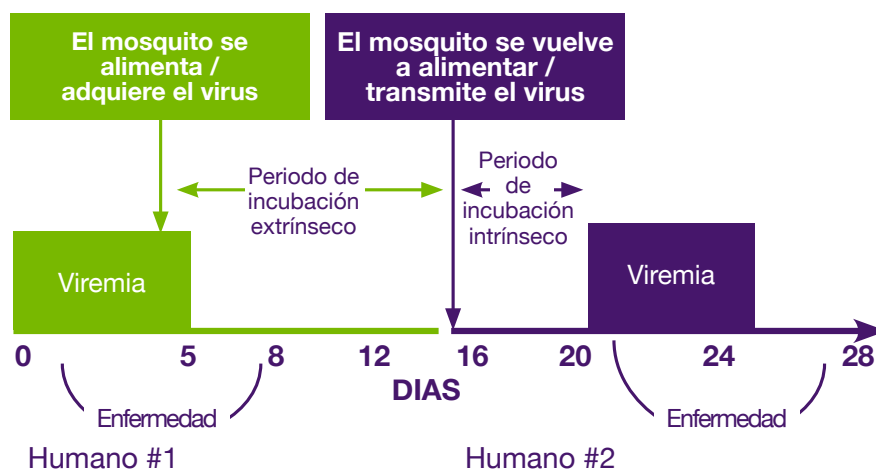 El mosquito se
alimenta /
adquiere el virus
El mosquito se vuelve
a alimentar /
transmite el virus
Periodo de
incubación
extrínseco
Periodo
de
incubación
intrínseco
Viremia
Viremia
0 5 8 12 16 20 24 28
DIAS
Enfermedad
Enfermedad
Humano #1
Humano #2